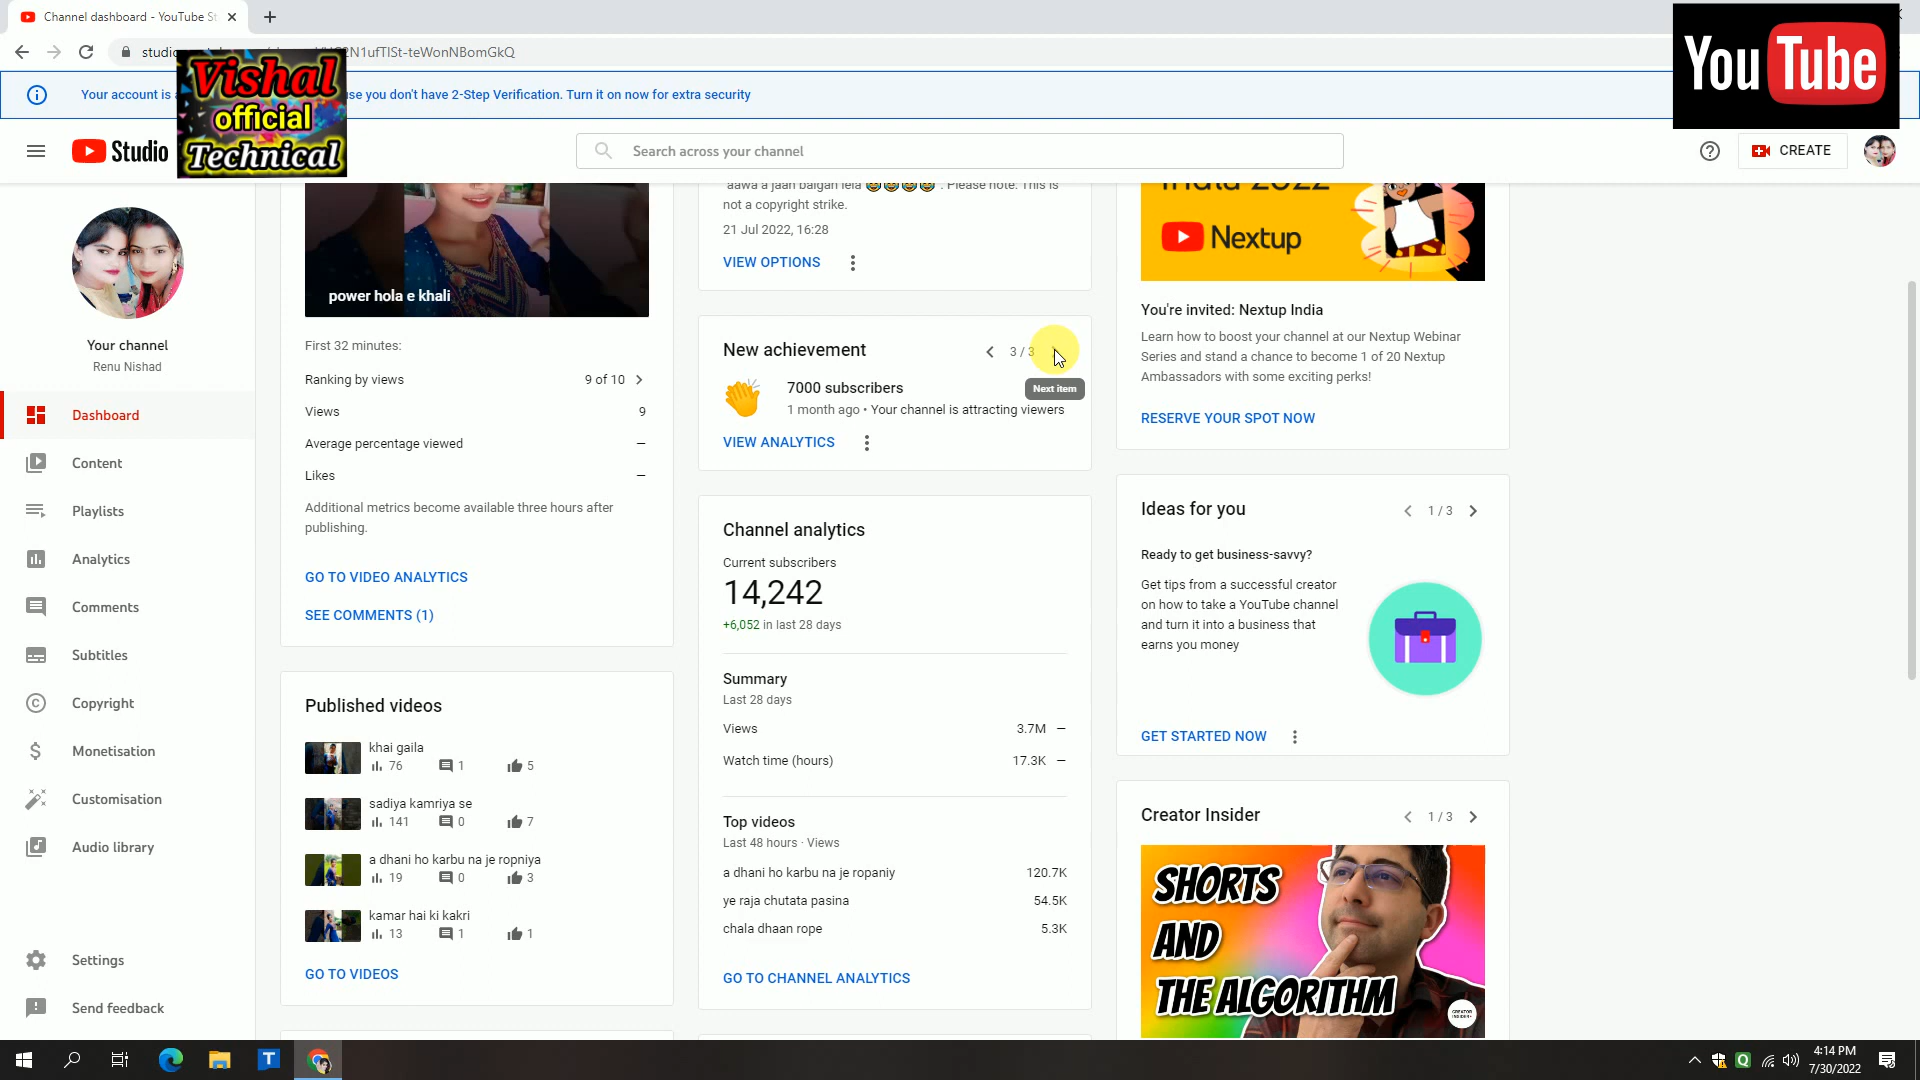 Channel dashboard - YouTube St
N1ufTISt-teWonNBomGkQ
Your account is
use you don't have 2-Step Verification. Turn it on now for extra security
Vishal
official
Technical
YouTube
Studio
Search across your channel
CREATE
Your channel
Renu Nishad
Dashboard
Content
Playlists
Analytics
Comments
Subtitles
Copyright
Monetisation
Customisation
Audio library
Settings
Send feedback
power hola e khali
First 32 minutes:
Ranking by views 9 of 10
Views 9
Average percentage viewed –
Likes –
Additional metrics become available three hours after
publishing.
GO TO VIDEO ANALYTICS
SEE COMMENTS (1)
Published videos
khai gaila
76 1 5
sadiya kamriya se
141 0 7
a dhani ho karbu na je ropniya
19 0 3
kamar hai ki kakri
13 1 1
GO TO VIDEOS
aawa a jaan baigan lela 😂😂😂😂 . Please note: This is
not a copyright strike.
21 Jul 2022, 16:28
VIEW OPTIONS
New achievement 3 / 3
Next item
7000 subscribers
1 month ago • Your channel is attracting viewers
VIEW ANALYTICS
Channel analytics
Current subscribers
14,242
+6,052 in last 28 days
Summary
Last 28 days
Views 3.7M –
Watch time (hours) 17.3K –
Top videos
Last 48 hours · Views
a dhani ho karbu na je ropaniy 120.7K
ye raja chutata pasina 54.5K
chala dhaan rope 5.3K
GO TO CHANNEL ANALYTICS
India 2022
Nextup
You're invited: Nextup India
Learn how to boost your channel at our Nextup Webinar
Series and stand a chance to become 1 of 20 Nextup
Ambassadors with some exciting perks!
RESERVE YOUR SPOT NOW
Ideas for you 1 / 3
Ready to get business-savvy?
Get tips from a successful creator
on how to take a YouTube channel
and turn it into a business that
earns you money
GET STARTED NOW
Creator Insider 1 / 3
SHORTS
AND
THE ALGORITHM
CREATOR
INSIDER
4:14 PM
7/30/2022